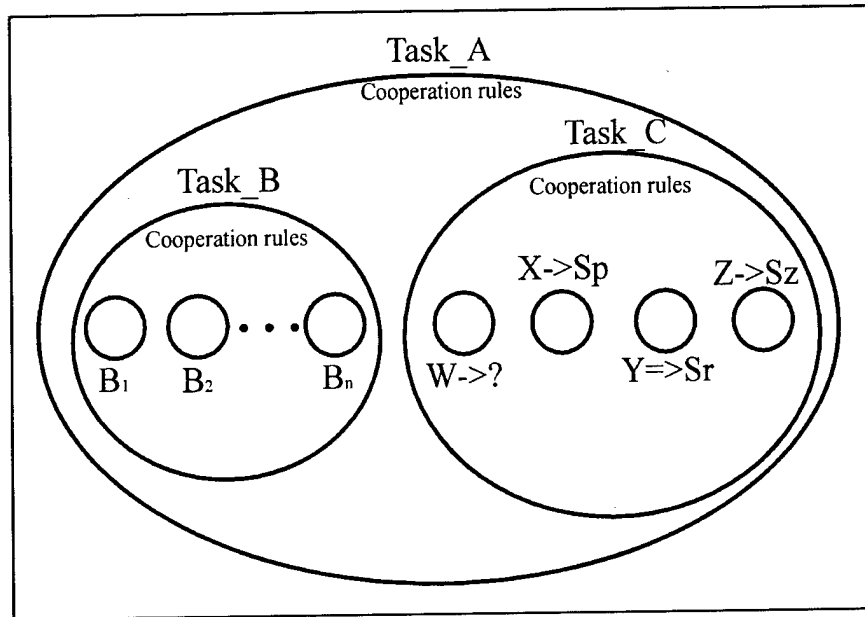 Task_A
Cooperation rules
Task_C
Cooperation rules
Task_B
Cooperation rules
X->Sp
Z->Sz
B1
B2
Bn
W->?
Y=>Sr